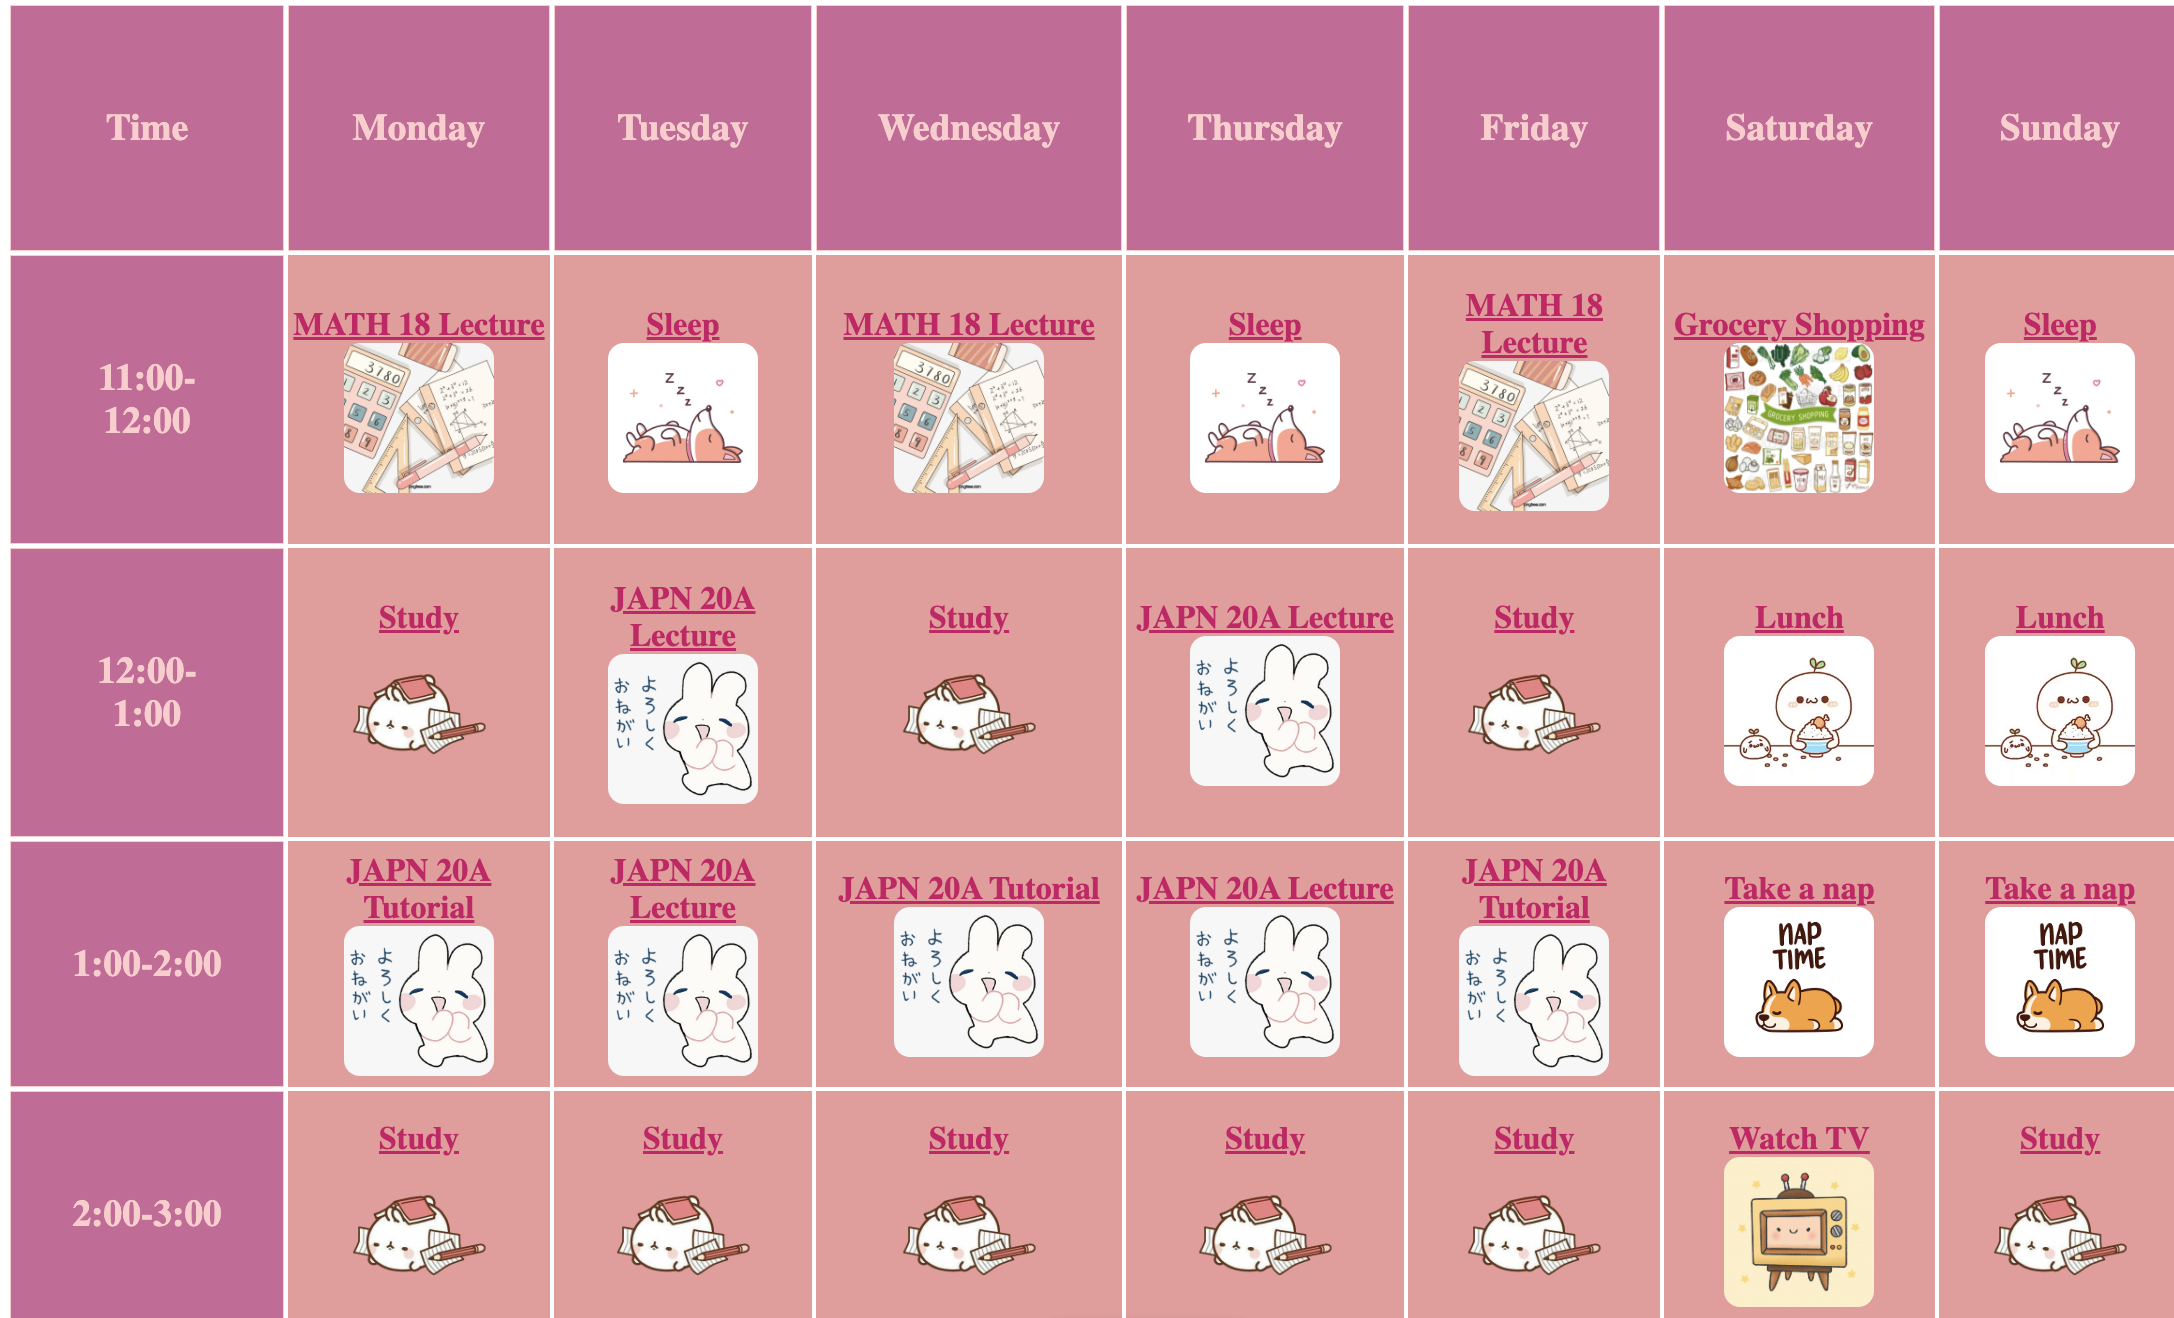 Time Monday Tuesday Wednesday Thursday Friday Saturday Sunday
11:00-
12:00
MATH 18 Lecture
3780
Sleep
z
z
z
MATH 18 Lecture
3780
Sleep
z
z
z
MATH 18
Lecture
3780
Grocery Shopping
GROCERY SHOPPING
Sleep
z
z
z
12:00-
1:00
Study
JAPN 20A
Lecture
よろしく
おねがい
Study
JAPN 20A Lecture
よろしく
おねがい
Study
Lunch
Lunch
1:00-2:00
JAPN 20A
Tutorial
よろしく
おねがい
JAPN 20A
Lecture
よろしく
おねがい
JAPN 20A Tutorial
よろしく
おねがい
JAPN 20A Lecture
よろしく
おねがい
JAPN 20A
Tutorial
よろしく
おねがい
Take a nap
NAP
TIME
Take a nap
NAP
TIME
2:00-3:00
Study
Study
Study
Study
Study
Watch TV
Study